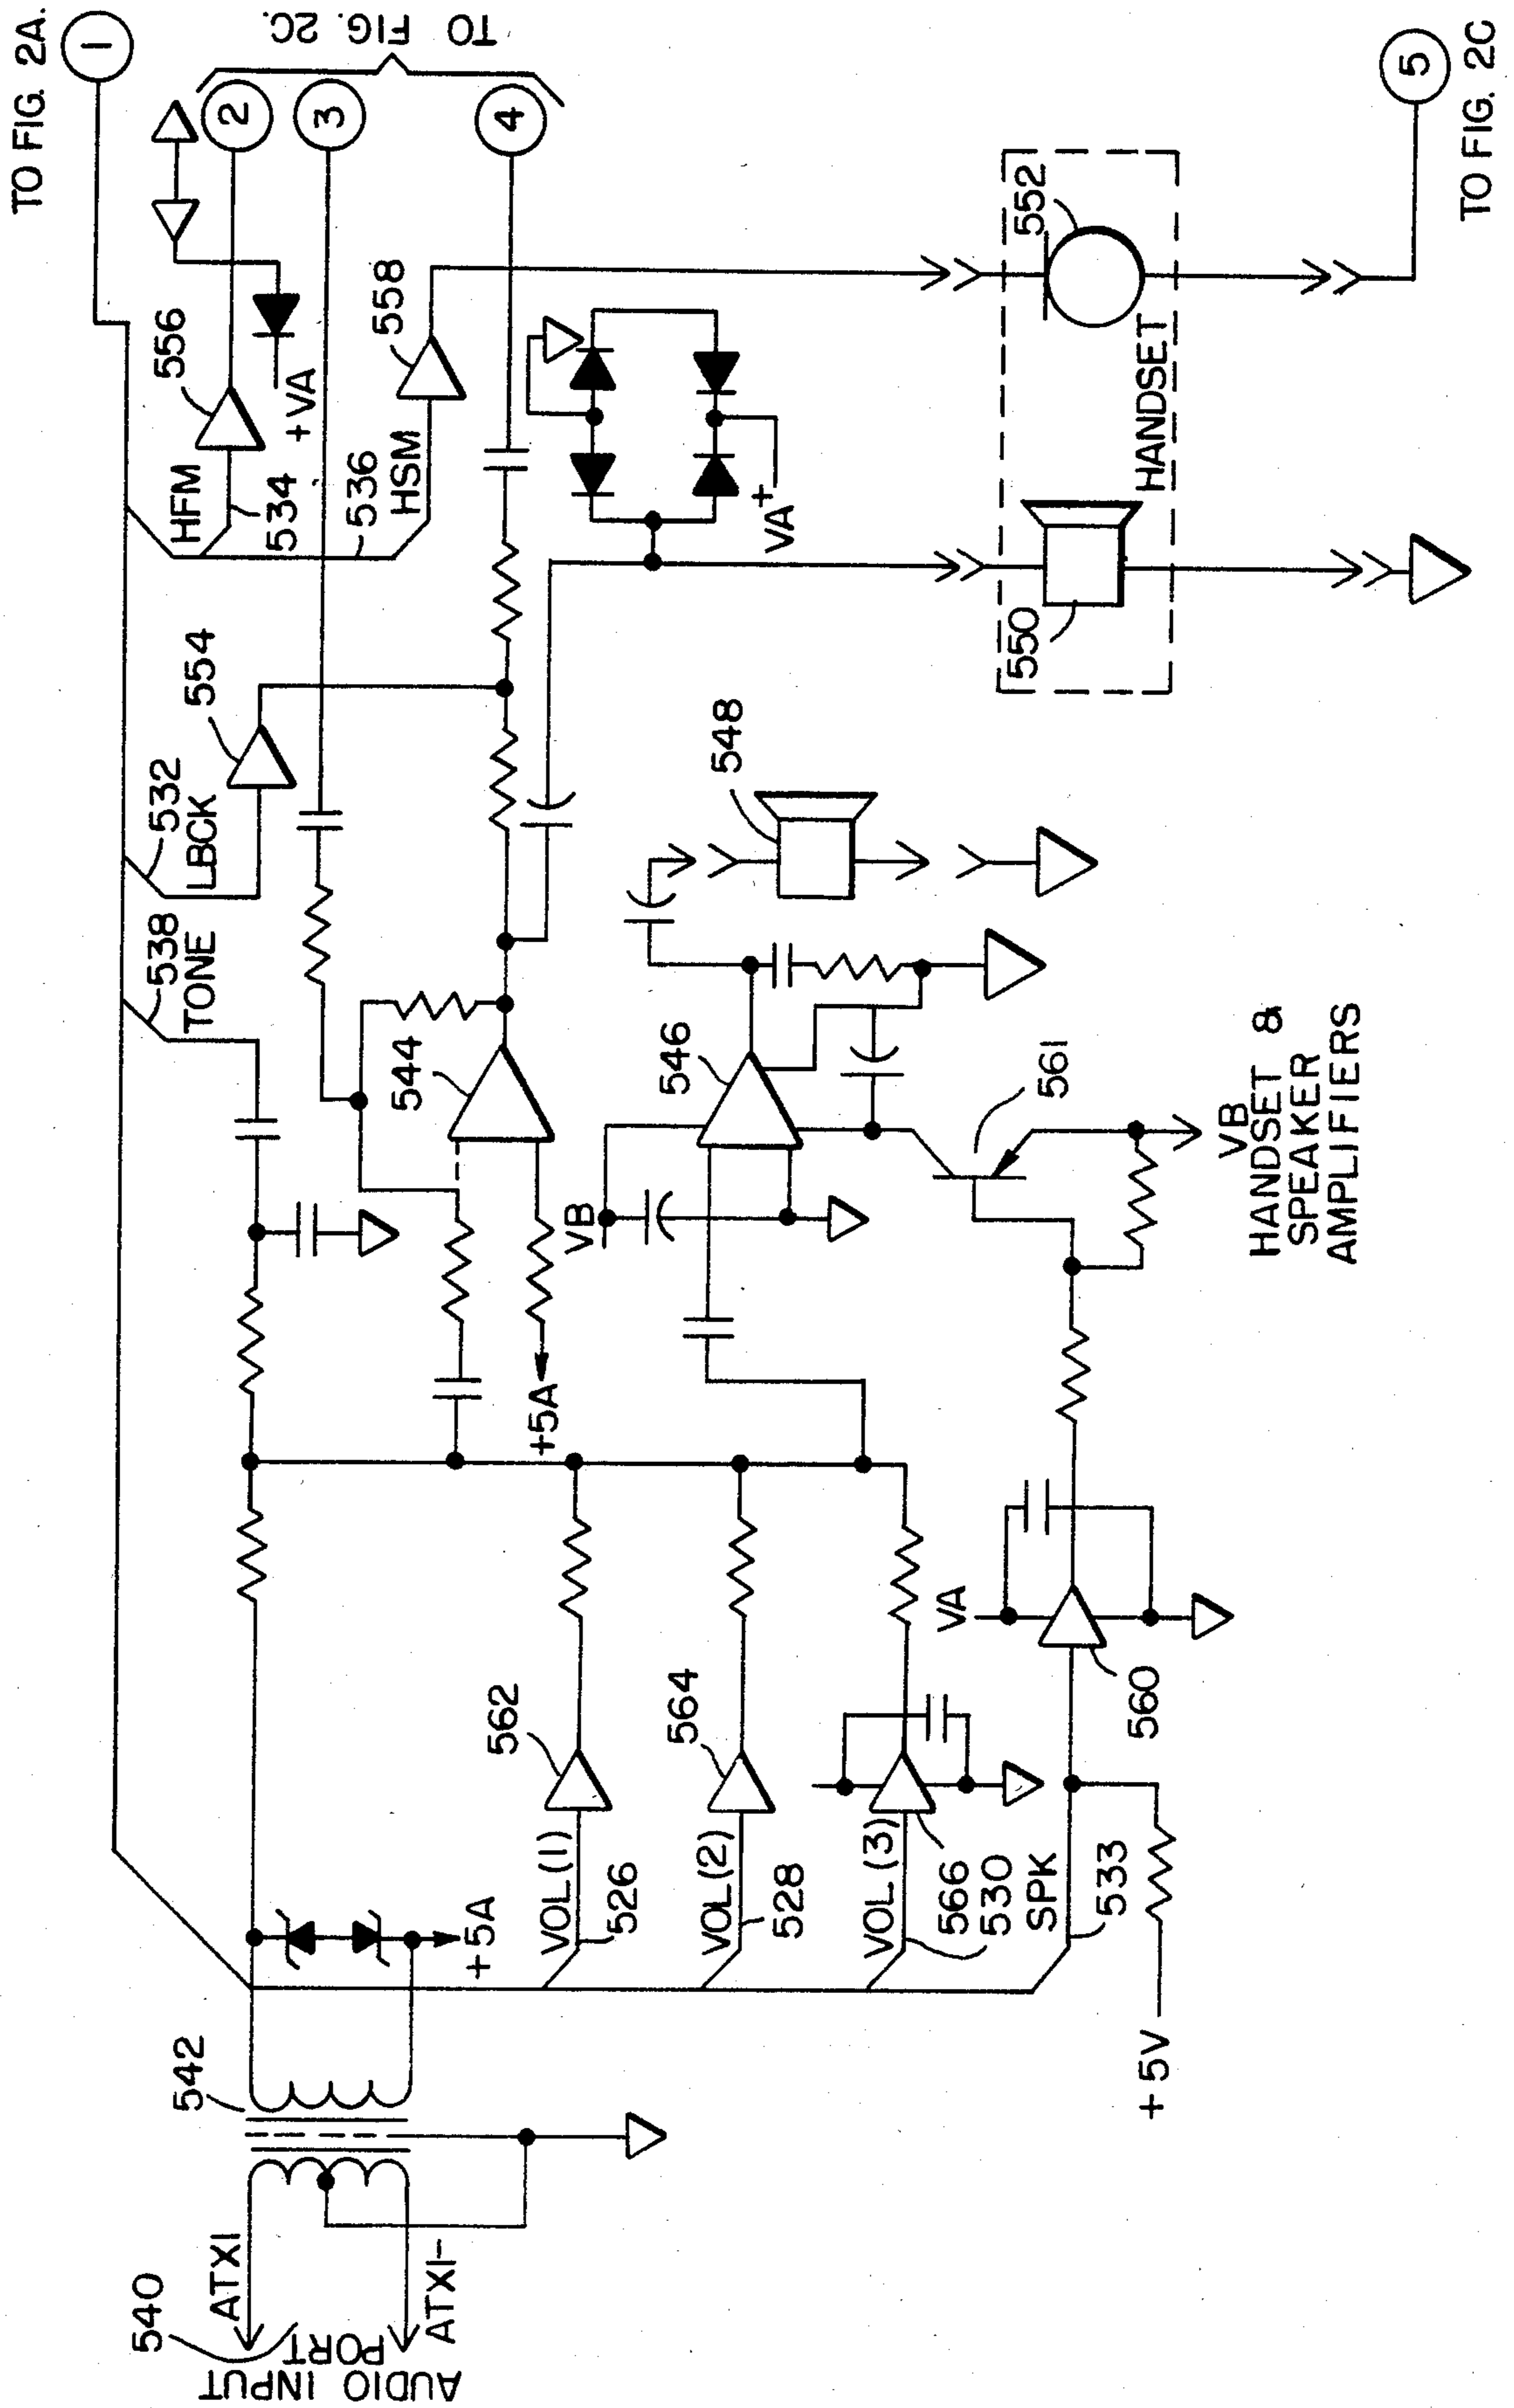 TO FIG. 2A.
1
TO FIG. 2C.
2
3
4
5
TO FIG. 2C
556
HFM
534
+VA
536
HSM
558
554
532
LBCK
538
TONE
544
+5A
VA+
552
HANDSET
550
548
546
VB
561
VB
HANDSET &
SPEAKER
AMPLIFIERS
542
540
ATX1
ATX1-
AUDIO INPUT
PORT
+5A
562
VOL(1)
526
564
VOL(2)
528
VOL(3)
566
530
SPK
533
VA
560
+5V